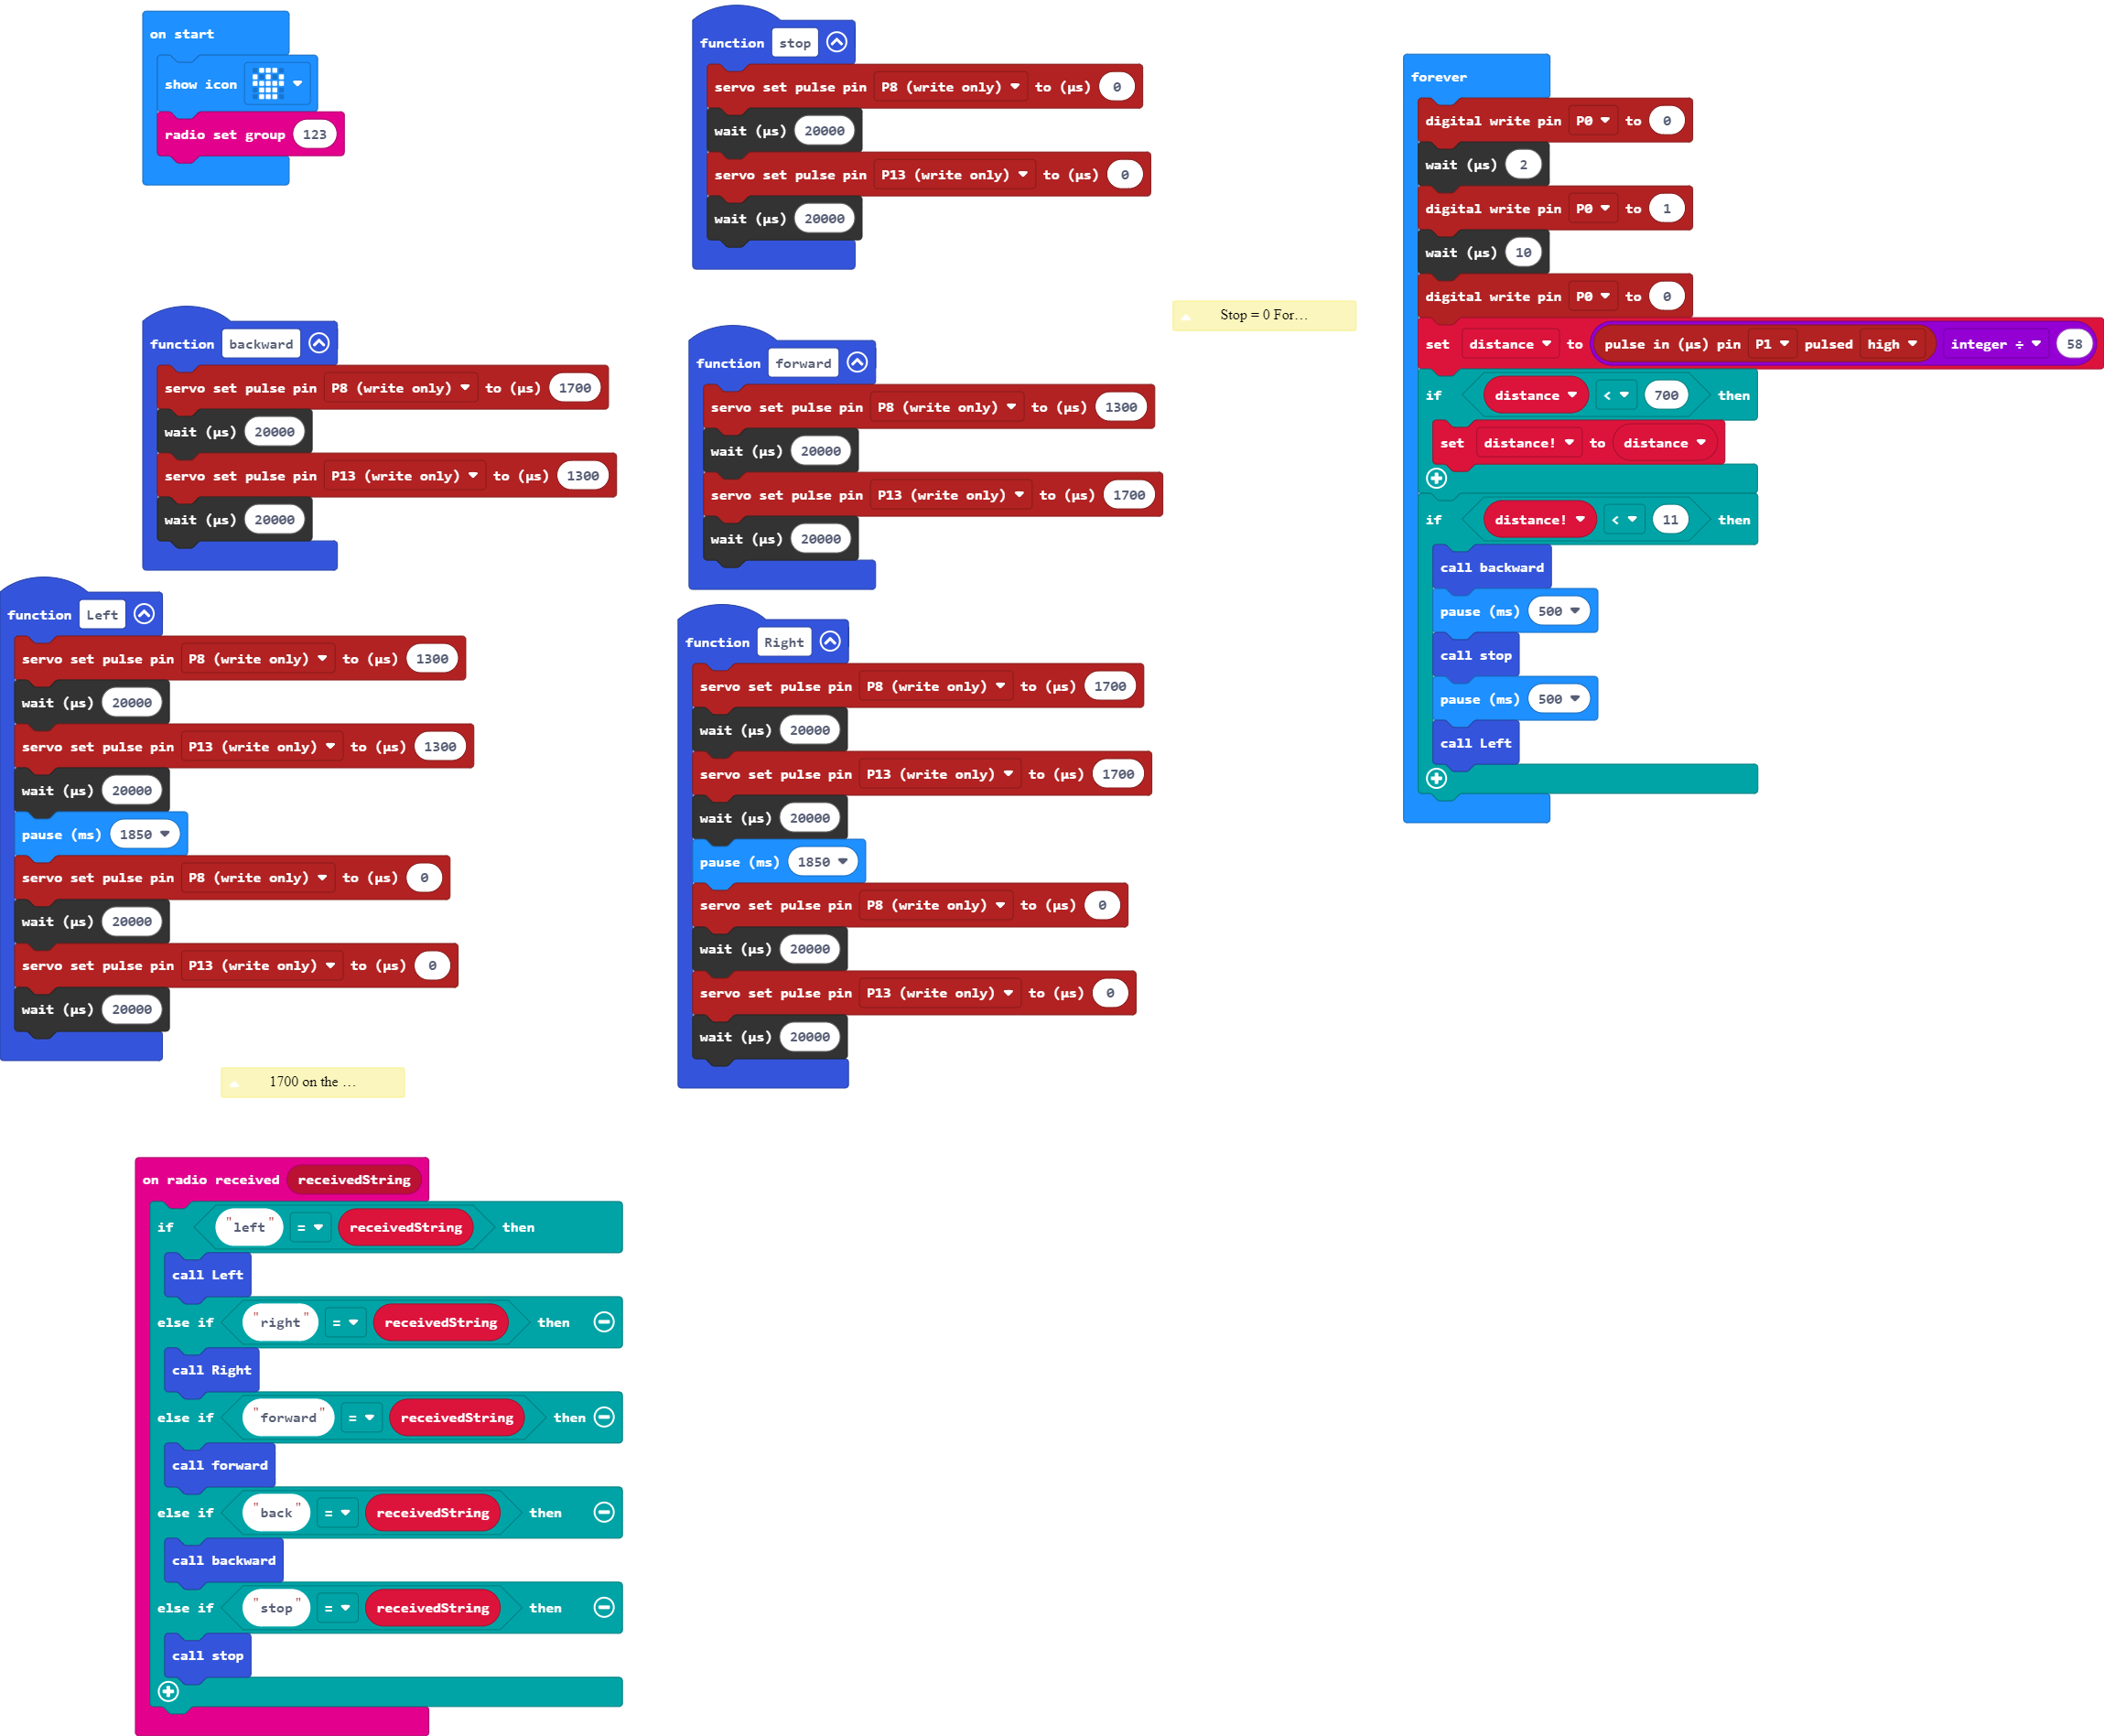 on start
show icon
radio set group 123
function stop
servo set pulse pin P8 (write only) to (µs) 0
wait (µs) 20000
servo set pulse pin P13 (write only) to (µs) 0
wait (µs) 20000
function backward
servo set pulse pin P8 (write only) to (µs) 1700
wait (µs) 20000
servo set pulse pin P13 (write only) to (µs) 1300
wait (µs) 20000
Stop = 0 For…
function forward
servo set pulse pin P8 (write only) to (µs) 1300
wait (µs) 20000
servo set pulse pin P13 (write only) to (µs) 1700
wait (µs) 20000
function Left
servo set pulse pin P8 (write only) to (µs) 1300
wait (µs) 20000
servo set pulse pin P13 (write only) to (µs) 1300
wait (µs) 20000
pause (ms) 1850
servo set pulse pin P8 (write only) to (µs) 0
wait (µs) 20000
servo set pulse pin P13 (write only) to (µs) 0
wait (µs) 20000
1700 on the …
function Right
servo set pulse pin P8 (write only) to (µs) 1700
wait (µs) 20000
servo set pulse pin P13 (write only) to (µs) 1700
wait (µs) 20000
pause (ms) 1850
servo set pulse pin P8 (write only) to (µs) 0
wait (µs) 20000
servo set pulse pin P13 (write only) to (µs) 0
wait (µs) 20000
forever
digital write pin P0 to 0
wait (µs) 2
digital write pin P0 to 1
wait (µs) 10
digital write pin P0 to 0
set distance to pulse in (µs) pin P1 pulsed high integer ÷ 58
if distance < 700 then
set distance! to distance
if distance! < 11 then
call backward
pause (ms) 500
call stop
pause (ms) 500
call Left
on radio received receivedString
if "left" = receivedString then
call Left
else if "right" = receivedString then
call Right
else if "forward" = receivedString then
call forward
else if "back" = receivedString then
call backward
else if "stop" = receivedString then
call stop